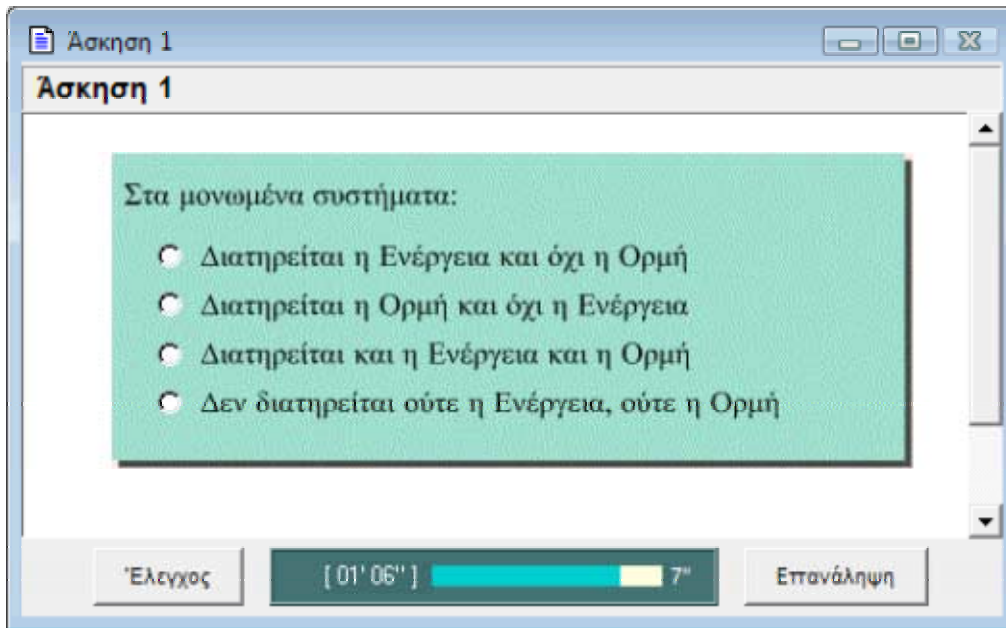 Άσκηση 1
Άσκηση 1
Στα μονωμένα συστήματα:
Διατηρείται η Ενέργεια και όχι η Ορμή
Διατηρείται η Ορμή και όχι η Ενέργεια
Διατηρείται και η Ενέργεια και η Ορμή
Δεν διατηρείται ούτε η Ενέργεια, ούτε η Ορμή
Έλεγχος [ 01' 06'' ] 7'' Επανάληψη